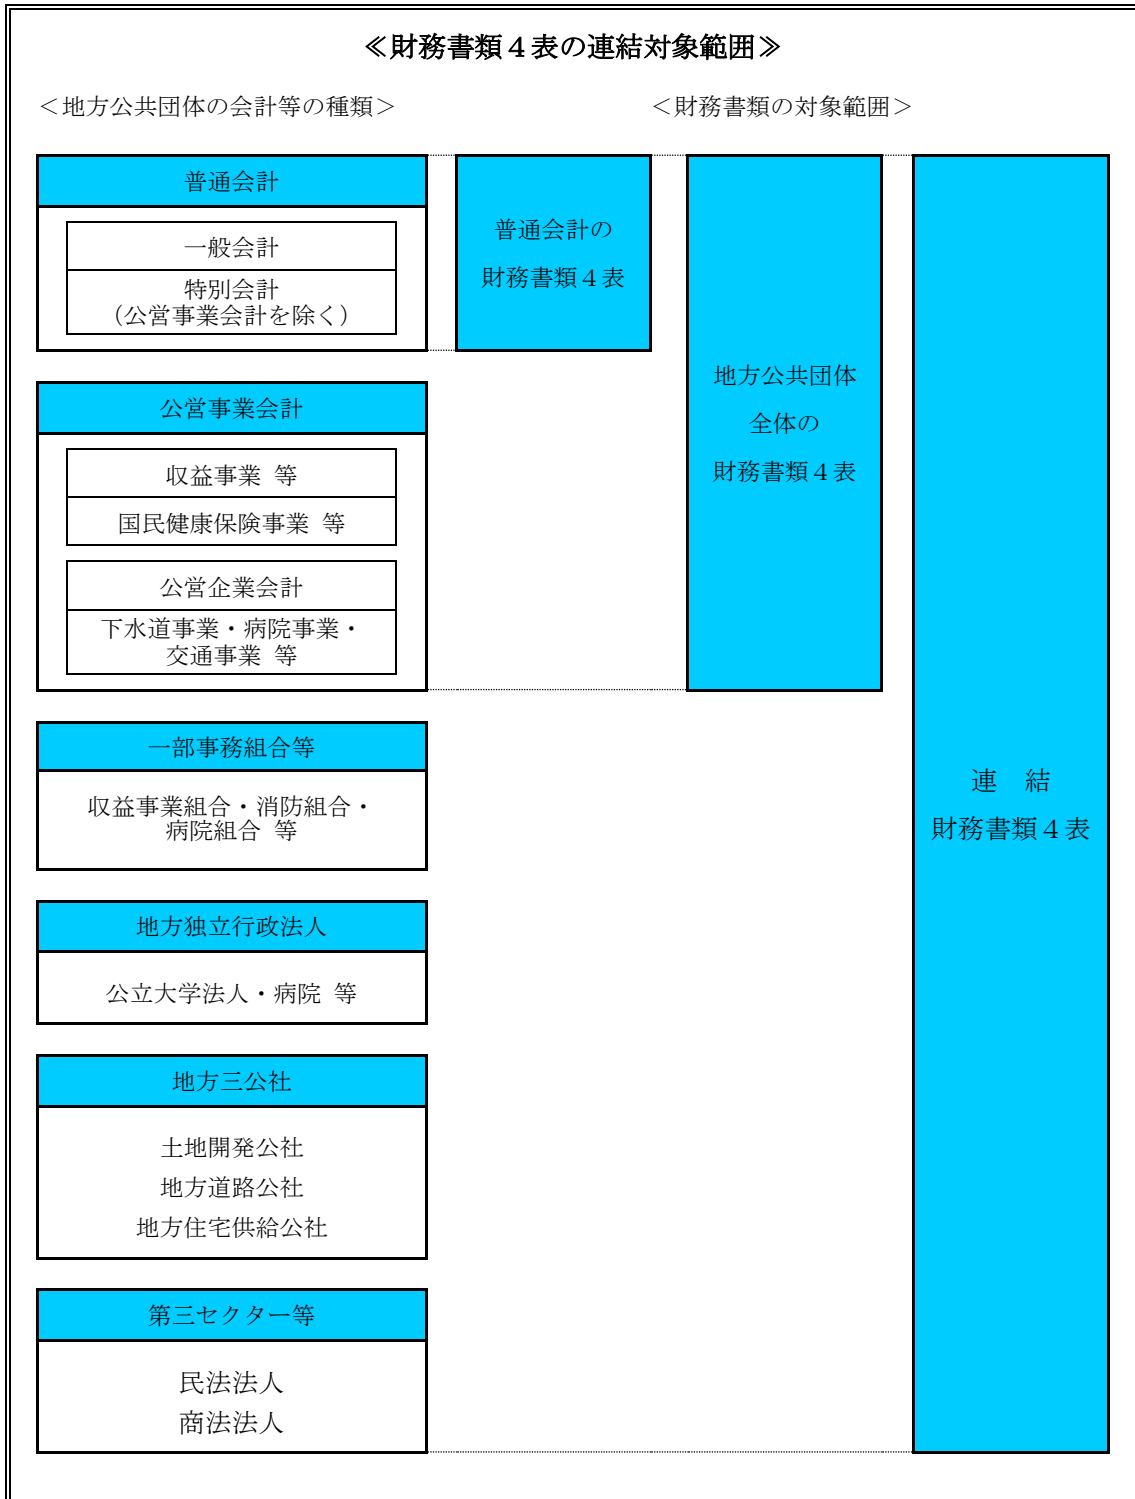 ≪財務書類４表の連結対象範囲≫
＜地方公共団体の会計等の種類＞
＜財務書類の対象範囲＞
普通会計
一般会計
特別会計
（公営事業会計を除く）
普通会計の
財務書類４表
公営事業会計
収益事業 等
国民健康保険事業 等
公営企業会計
下水道事業・病院事業・
交通事業 等
地方公共団体
全体の
財務書類４表
一部事務組合等
収益事業組合・消防組合・
病院組合 等
連 結
財務書類４表
地方独立行政法人
公立大学法人・病院 等
地方三公社
土地開発公社
地方道路公社
地方住宅供給公社
第三セクター等
民法法人
商法法人